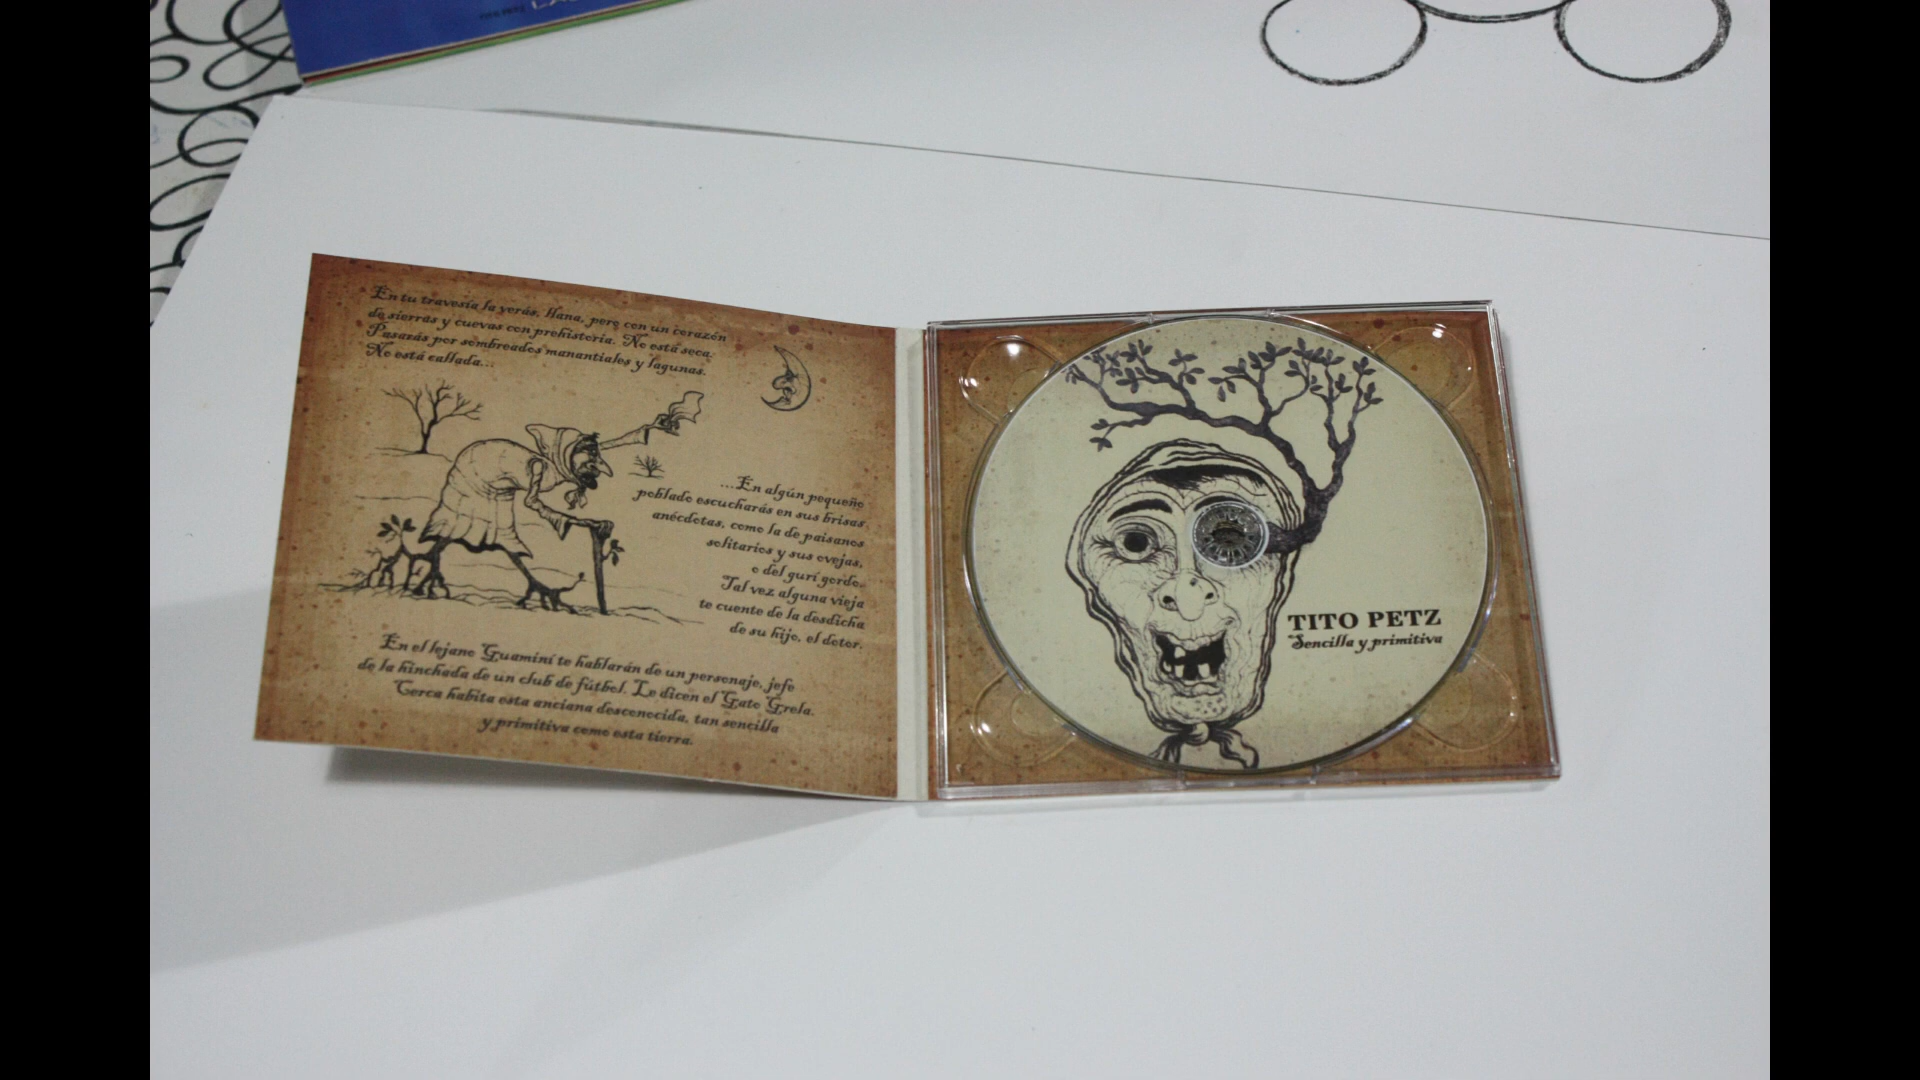 En tu travesía la verás, llana, pero con un corazón
de sierras y cuevas con prehistoria. No está seca.
Pasarás por sombreados manantiales y lagunas.
No está callada...
...En algún pequeño
poblado escucharás en sus brisas
anécdotas, como la de paisanos
solitarios y sus ovejas,
o del gurí gordo.
Tal vez alguna vieja
te cuente de la desdicha
de su hijo, el dotor.
En el lejano Guaminí te hablarán de un personaje, jefe
de la hinchada de un club de fútbol. Le dicen el Gato Grela.
Cerca habita esta anciana desconocida, tan sencilla
y primitiva como esta tierra.
TITO PETZ
Sencilla y primitiva